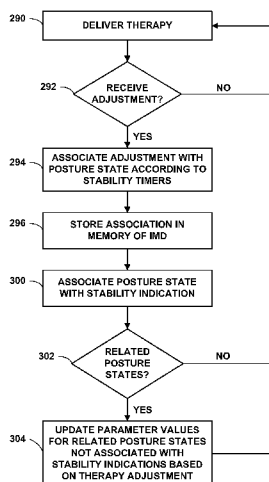 290
DELIVER THERAPY
292
RECEIVE
ADJUSTMENT?
NO
YES
294
ASSOCIATE ADJUSTMENT WITH
POSTURE STATE ACCORDING TO
STABILITY TIMERS
296
STORE ASSOCIATION IN
MEMORY OF IMD
300
ASSOCIATE POSTURE STATE
WITH STABILITY INDICATION
302
RELATED
POSTURE
STATES?
NO
YES
304
UPDATE PARAMETER VALUES
FOR RELATED POSTURE STATES
NOT ASSOCIATED WITH
STABILITY INDICATIONS BASED
ON THERAPY ADJUSTMENT